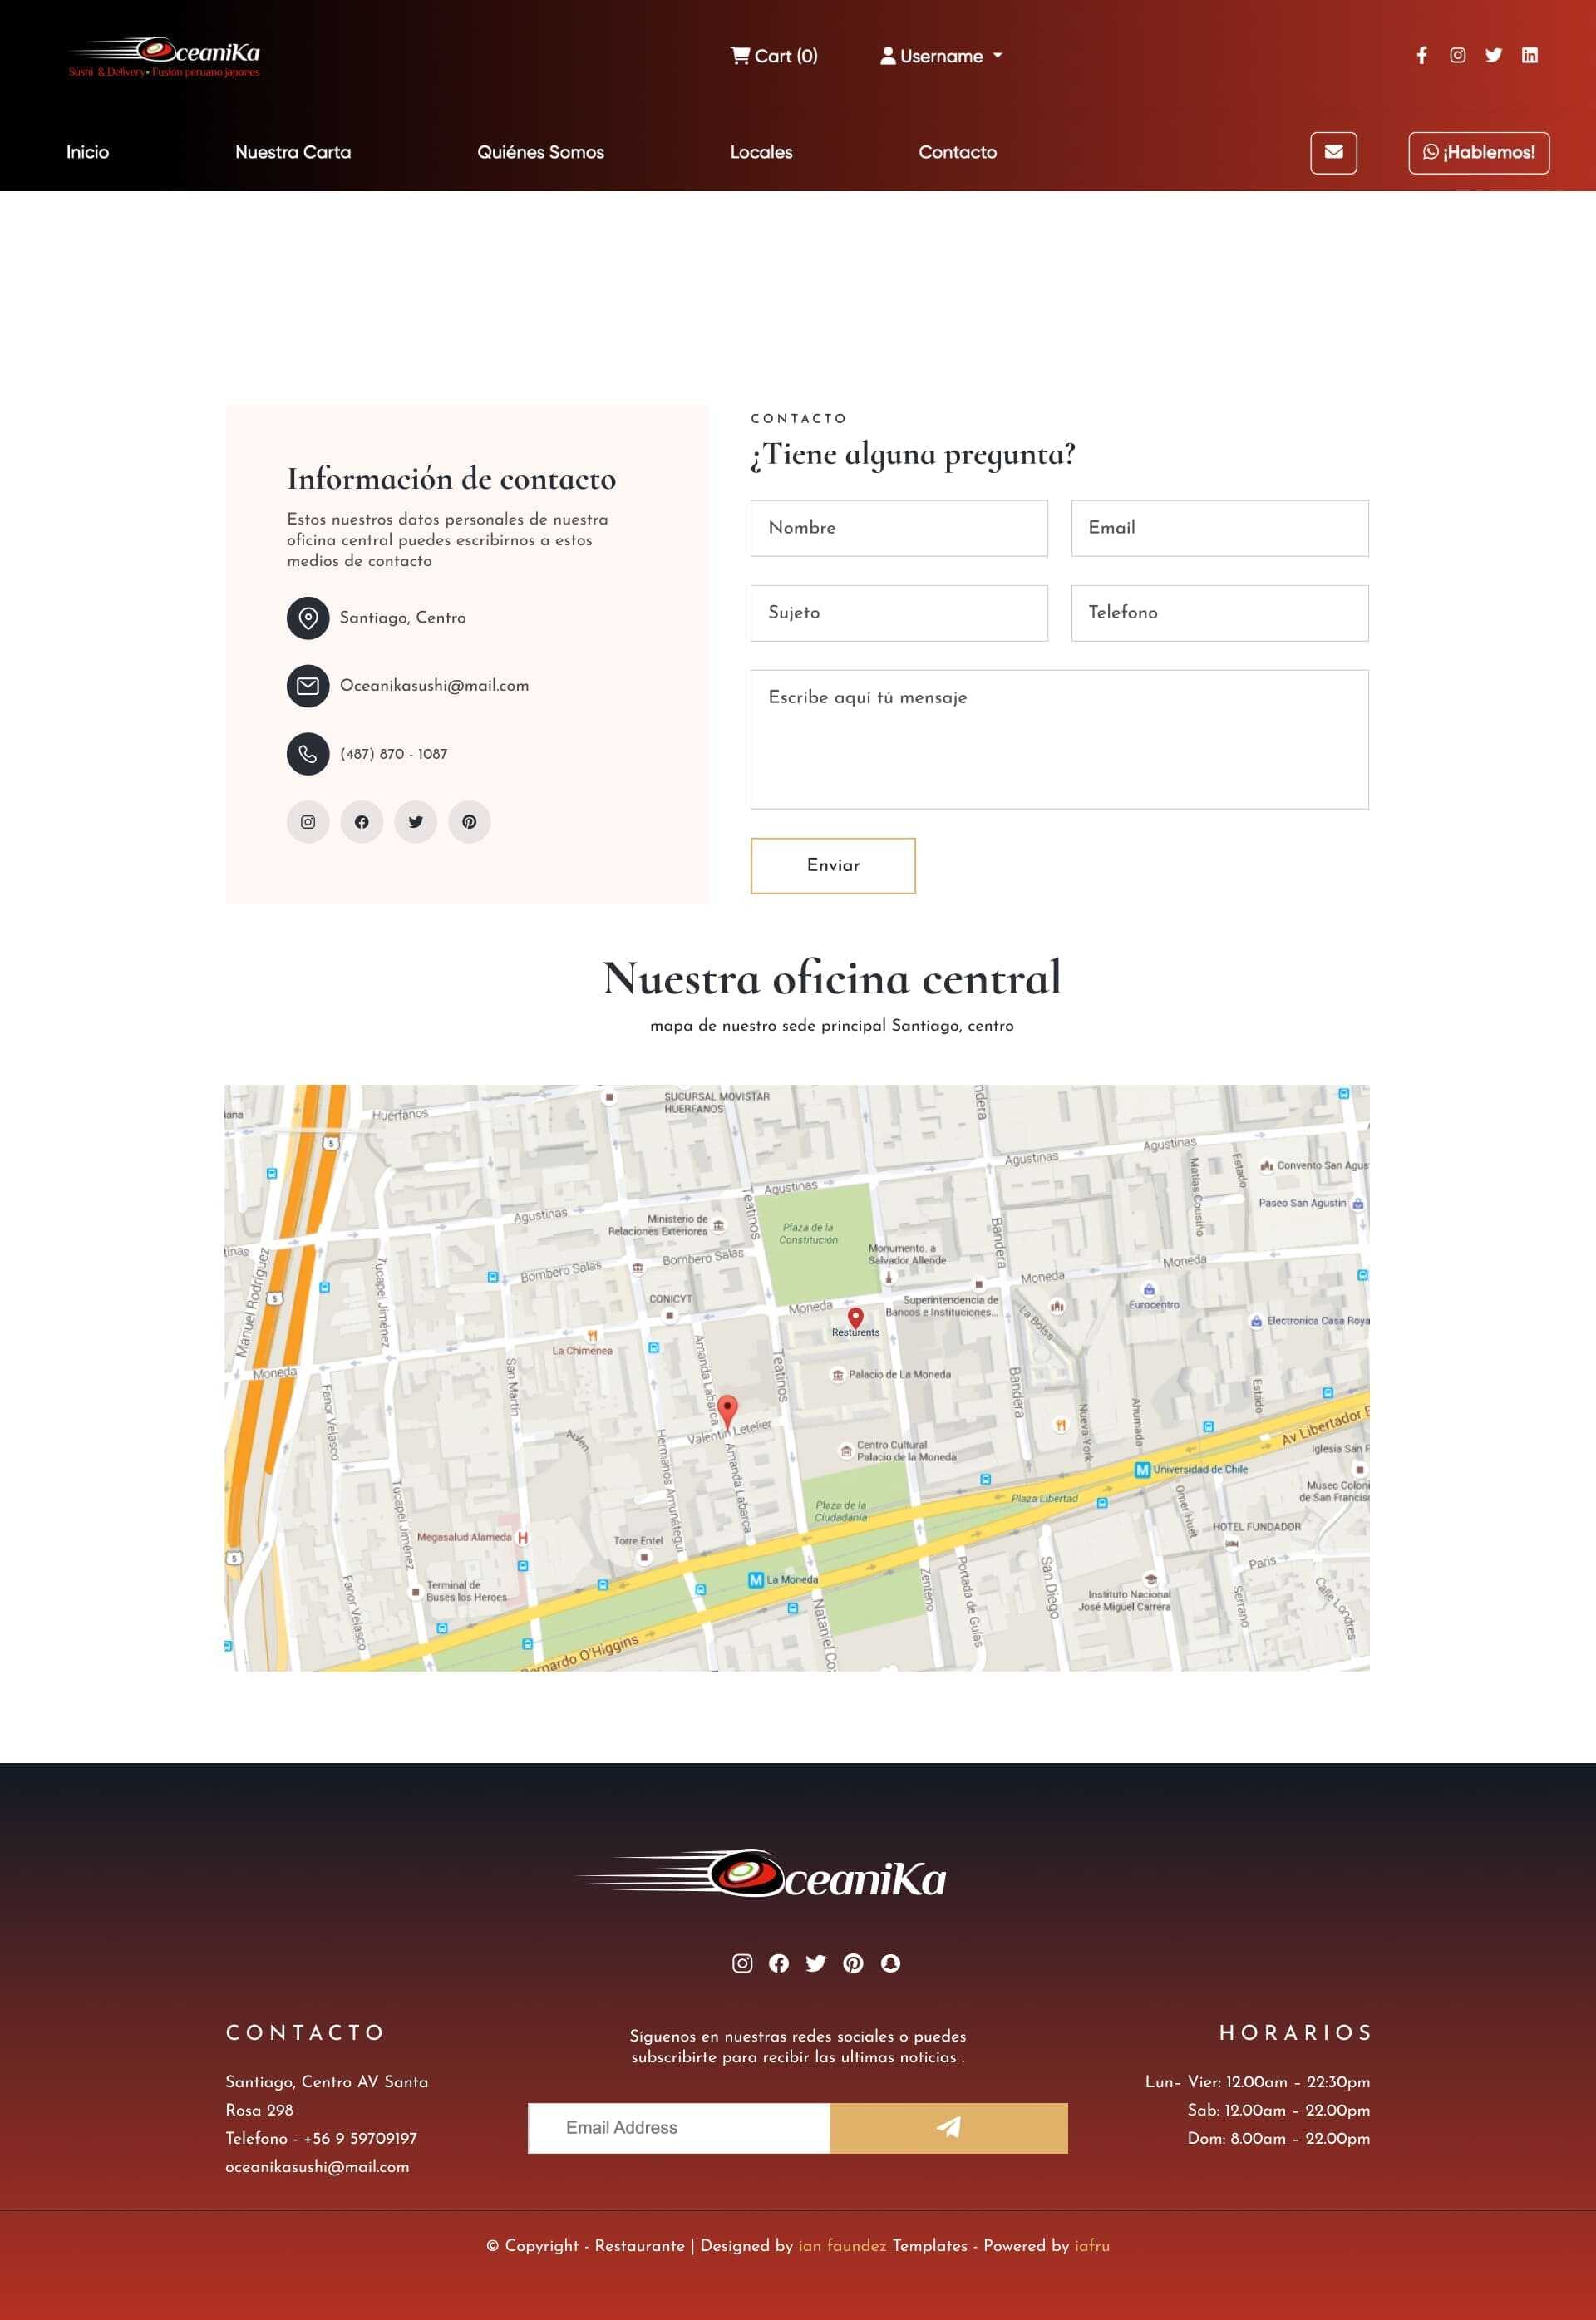 OceaniKa
Sushi & Delivery • Fusión peruano japones
Cart (0)
Username
Inicio
Nuestra Carta
Quiénes Somos
Locales
Contacto
¡Hablemos!
Información de contacto
Estos nuestros datos personales de nuestra
oficina central puedes escribirnos a estos
medios de contacto
Santiago, Centro
Oceanikasushi@mail.com
(487) 870 - 1087
CONTACTO
¿Tiene alguna pregunta?
Nombre
Email
Sujeto
Telefono
Escribe aquí tú mensaje
Enviar
Nuestra oficina central
mapa de nuestro sede principal Santiago, centro
SUCURSAL MOVISTAR
HUERFANOS
Huérfanos
Agustinas
Agustinas
Agustinas
Agustinas
Matías Cousiño
Estado
Convento San Agus
Paseo San Agustin
Teatinos
Plaza de la
Constitución
Ministerio de
Relaciones Exteriores
Bombero Salas
Bombero Salas
Monumento. a
Salvador Allende
Bandera
Moneda
Moneda
Eurocentro
Manuel Rodríguez
Tucapel Jiménez
5
5
5
CONICYT
Moneda
Superintendencia de
Bancos e Instituciones...
La Bolsa
Electronica Casa Roya
Resturents
La Chimenea
Moneda
San Martín
Amanda Labarca
Teatinos
Palacio de La Moneda
Bandera
Estado
Fanor Velasco
Valentín Letelier
Nueva York
Ahumada
Av Libertador B
Hermanos Amunátegui
Amanda Labarca
Centro Cultural
Palacio de la Moneda
Iglesia San F
M Universidad de Chile
Tucapel Jiménez
Plaza de la
Ciudadanía
Plaza Libertad
Museo Coloni
de San Francisc
HOTEL FUNDADOR
Megasalud Alameda H
Torre Entel
París
Terminal de
Buses los Heroes
M La Moneda
Zenteno
Portada de Guías
San Diego
Instituto Nacional
José Miguel Carrera
Serrano
Calle Londres
Fanor Velasco
Nataniel Co
ernardo O'Higgins
OceaniKa
CONTACTO
Santiago, Centro AV Santa
Rosa 298
Telefono - +56 9 59709197
oceanikasushi@mail.com
Síguenos en nuestras redes sociales o puedes
subscribirte para recibir las ultimas noticias .
Email Address
HORARIOS
Lun– Vier: 12.00am – 22:30pm
Sab: 12.00am – 22.00pm
Dom: 8.00am – 22.00pm
© Copyright - Restaurante | Designed by ian faundez Templates - Powered by iafru